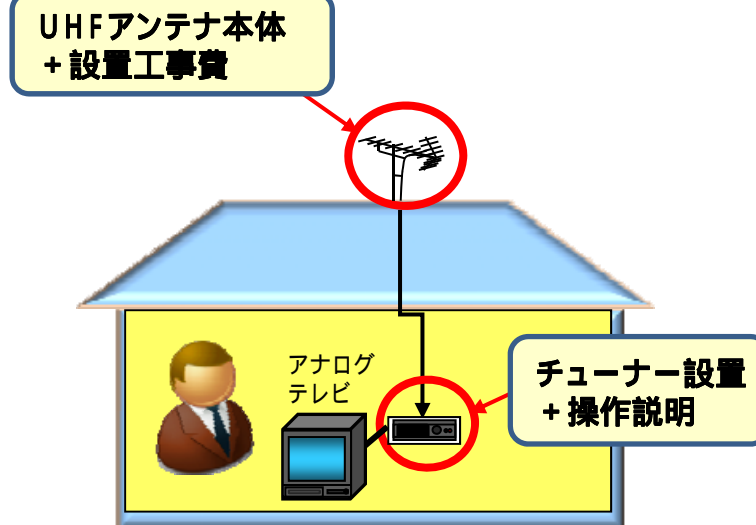 UHFアンテナ本体
+設置工事費
アナログ
テレビ
チューナー設置
+操作説明